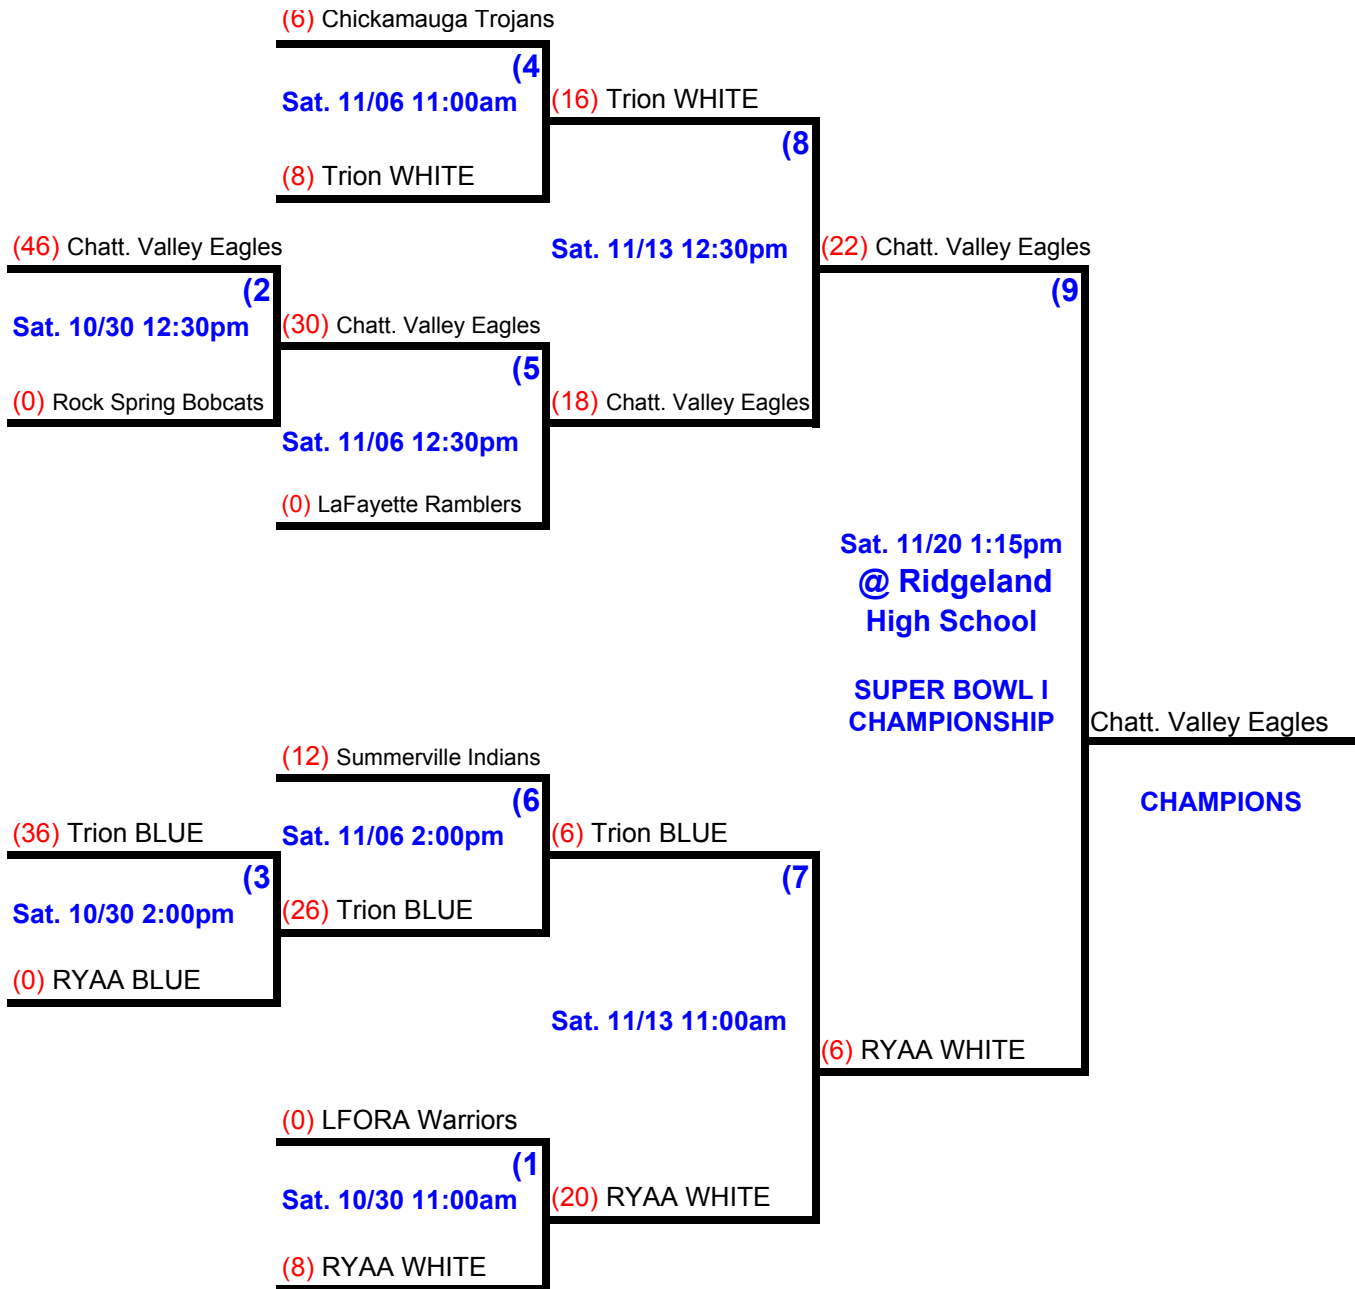 (6) Chickamauga Trojans
(4
Sat. 11/06 11:00am
(16) Trion WHITE
(8
(8) Trion WHITE
(46) Chatt. Valley Eagles
Sat. 11/13 12:30pm
(22) Chatt. Valley Eagles
(2
(9
Sat. 10/30 12:30pm
(30) Chatt. Valley Eagles
(5
(0) Rock Spring Bobcats
(18) Chatt. Valley Eagles
Sat. 11/06 12:30pm
(0) LaFayette Ramblers
Sat. 11/20 1:15pm
@ Ridgeland
High School
SUPER BOWL I
CHAMPIONSHIP
Chatt. Valley Eagles
(12) Summerville Indians
(6
CHAMPIONS
(36) Trion BLUE
Sat. 11/06 2:00pm
(6) Trion BLUE
(3
(7
Sat. 10/30 2:00pm
(26) Trion BLUE
(0) RYAA BLUE
Sat. 11/13 11:00am
(6) RYAA WHITE
(0) LFORA Warriors
(1
Sat. 10/30 11:00am
(20) RYAA WHITE
(8) RYAA WHITE